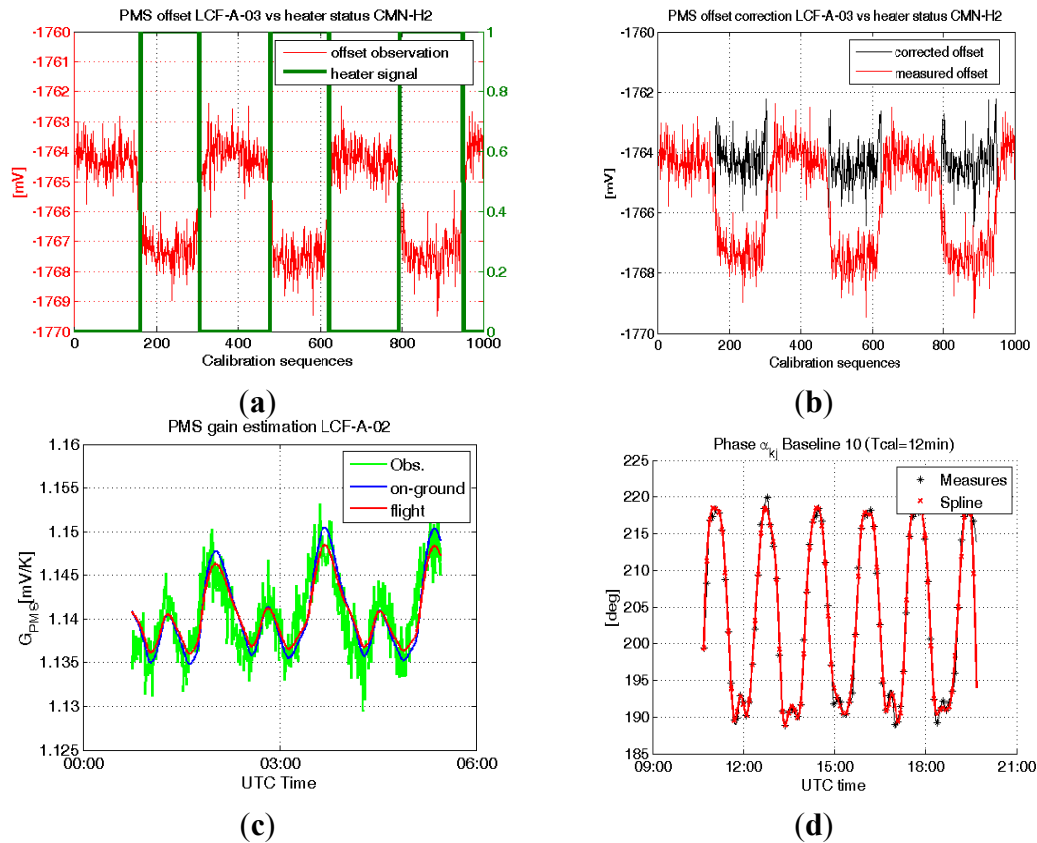 PMS offset LCF-A-03 vs heater status CMN-H2
-1760
-1761
-1762
-1763
-1764
-1765
-1766
-1767
-1768
-1769
-1770
[mV]
offset observation
heater signal
1
0.8
0.6
0.4
0.2
0
200
400
600
800
1000
Calibration sequences
(a)
PMS offset correction LCF-A-03 vs heater status CMN-H2
-1760
-1762
-1764
-1766
-1768
-1770
[mV]
corrected offset
measured offset
0
200
400
600
800
1000
Calibration sequences
(b)
PMS gain estimation LCF-A-02
1.16
1.155
1.15
1.145
1.14
1.135
1.13
1.125
G_PMS[mV/K]
Obs.
on-ground
flight
00:00
03:00
06:00
UTC Time
(c)
Phase α_kj Baseline 10 (Tcal=12min)
225
220
215
210
205
200
195
190
185
[deg]
Measures
Spline
09:00
12:00
15:00
18:00
21:00
UTC time
(d)